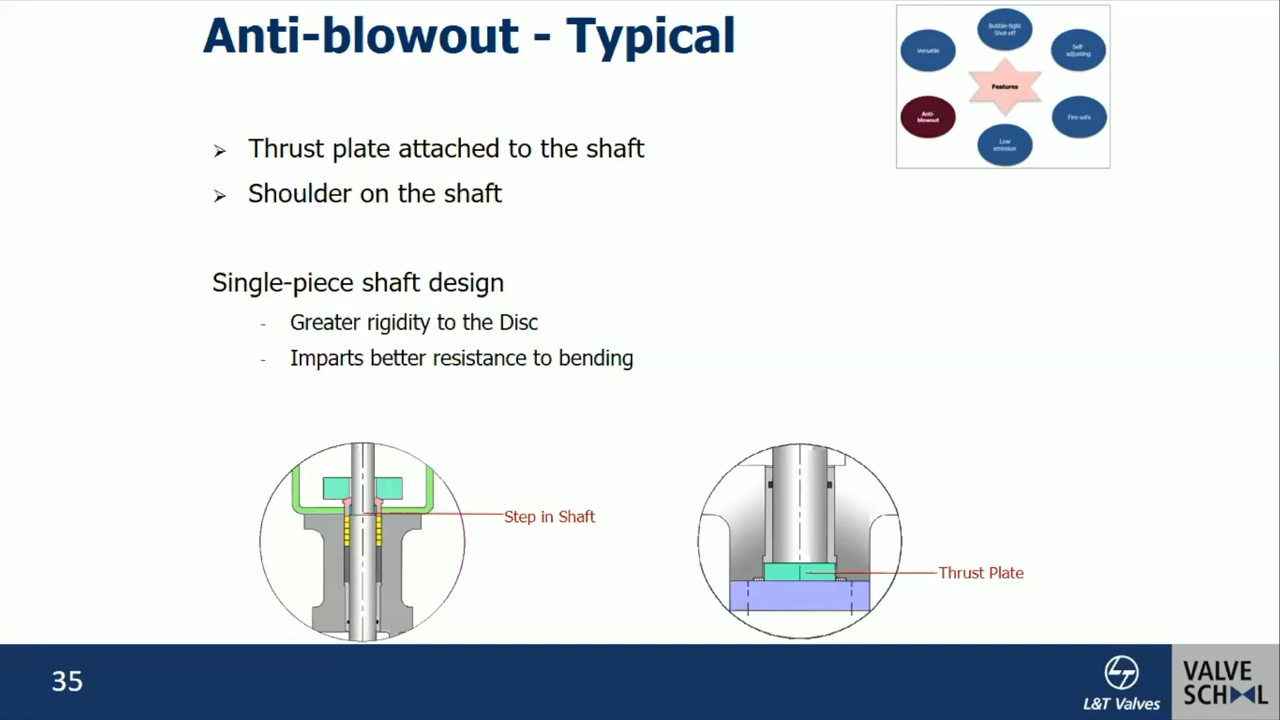 Anti-blowout - Typical
Bubble-tight
Shut off
Versatile
Self-
adjusting
Features
Anti-
blowout
Fire-safe
Low
emission
Thrust plate attached to the shaft
Shoulder on the shaft
Single-piece shaft design
- Greater rigidity to the Disc
- Imparts better resistance to bending
Step in Shaft
Thrust Plate
35
L&T Valves
VALVE
SCHOOL